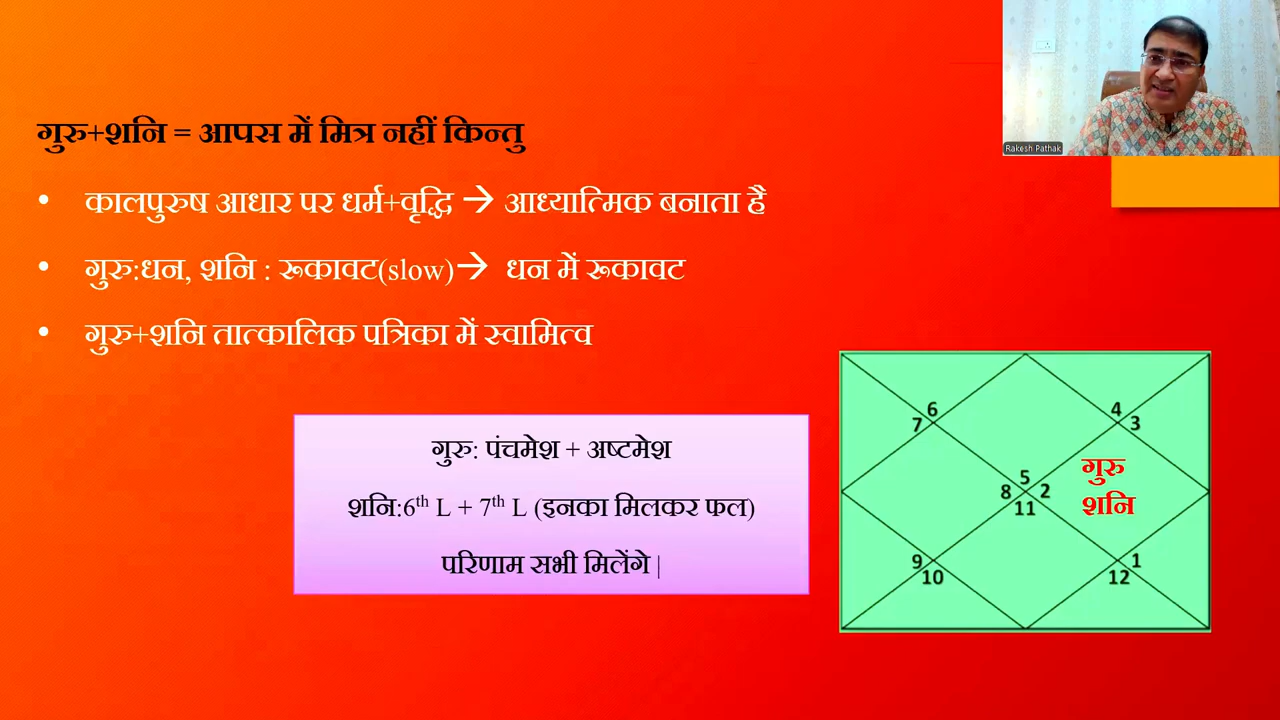 Rakesh Pathak
गुरु+शनि = आपस में मित्र नहीं किन्तु
• कालपुरुष आधार पर धर्म+वृद्धि → आध्यात्मिक बनाता है
• गुरु:धन, शनि : रूकावट(slow)→ धन में रूकावट
• गुरु+शनि तात्कालिक पत्रिका में स्वामित्व
गुरु: पंचमेश + अष्टमेश
शनि:6th L + 7th L (इनका मिलकर फल)
परिणाम सभी मिलेंगे |
6 4
7 3
गुरु
5
8 2
शनि
11
9 1
10 12